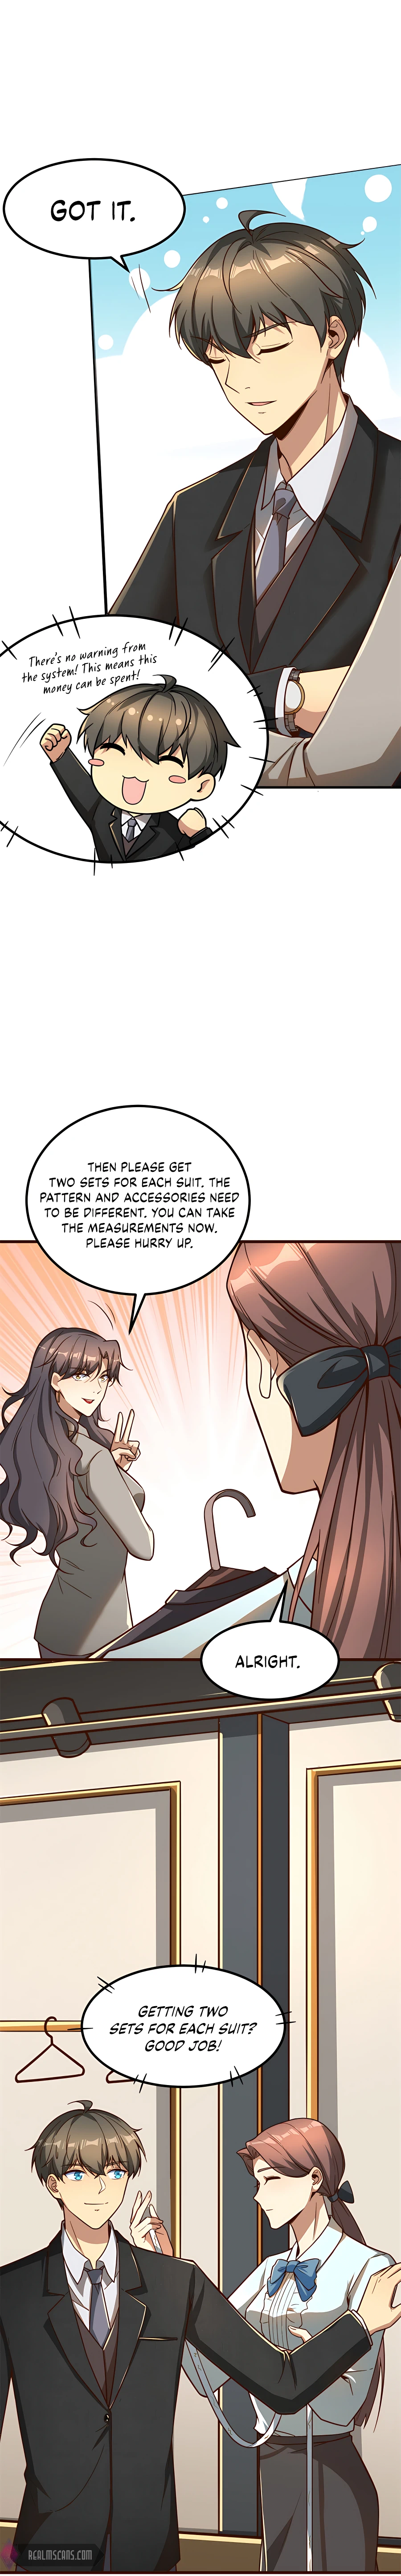 GOT IT.
There's no warning from
the system! This means this
money can be spent!
THEN PLEASE GET
TWO SETS FOR EACH SUIT. THE
PATTERN AND ACCESSORIES NEED
TO BE DIFFERENT. YOU CAN TAKE
THE MEASUREMENTS NOW.
PLEASE HURRY UP.
ALRIGHT.
GETTING TWO
SETS FOR EACH SUIT?
GOOD JOB!
REALMSCANS.COM